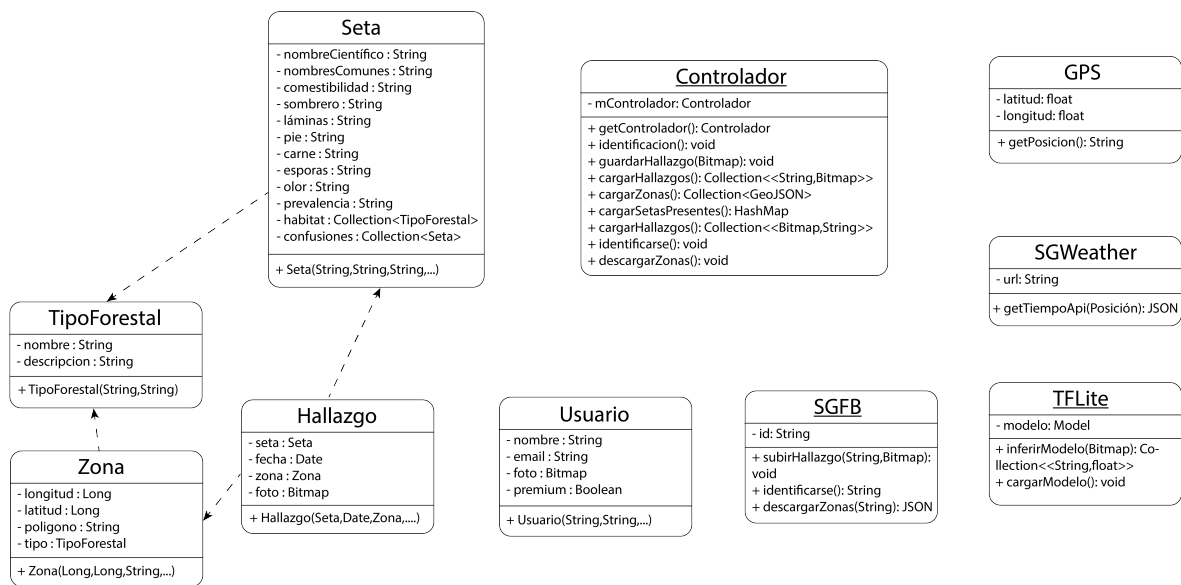 Seta
- nombreCientífico : String
- nombresComunes : String
- comestibilidad : String
- sombrero : String
- láminas : String
- pie : String
- carne : String
- esporas : String
- olor : String
- prevalencia : String
- habitat : Collection<TipoForestal>
- confusiones : Collection<Seta>
+ Seta(String,String,String,...)
Controlador
- mControlador: Controlador
+ getControlador(): Controlador
+ identificacion(): void
+ guardarHallazgo(Bitmap): void
+ cargarHallazgos(): Collection<<String,Bitmap>>
+ cargarZonas(): Collection<GeoJSON>
+ cargarSetasPresentes(): HashMap
+ cargarHallazgos(): Collection<<Bitmap,String>>
+ identificarse(): void
+ descargarZonas(): void
GPS
- latitud: float
- longitud: float
+ getPosicion(): String
SGWeather
- url: String
+ getTiempoApi(Posición): JSON
TipoForestal
- nombre : String
- descripcion : String
+ TipoForestal(String,String)
Zona
- longitud : Long
- latitud : Long
- poligono : String
- tipo : TipoForestal
+ Zona(Long,Long,String,...)
Hallazgo
- seta : Seta
- fecha : Date
- zona : Zona
- foto : Bitmap
+ Hallazgo(Seta,Date,Zona,....)
Usuario
- nombre : String
- email : String
- foto : Bitmap
- premium : Boolean
+ Usuario(String,String,...)
SGFB
- id: String
+ subirHallazgo(String,Bitmap):
void
+ identificarse(): String
+ descargarZonas(String): JSON
TFLite
- modelo: Model
+ inferirModelo(Bitmap): Co-
llection<<String,float>>
+ cargarModelo(): void